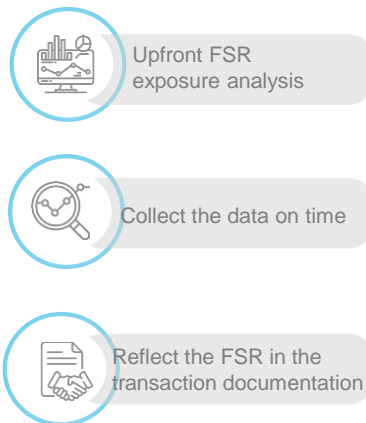 Upfront FSR
exposure analysis
Collect the data on time
Reflect the FSR in the
transaction documentation